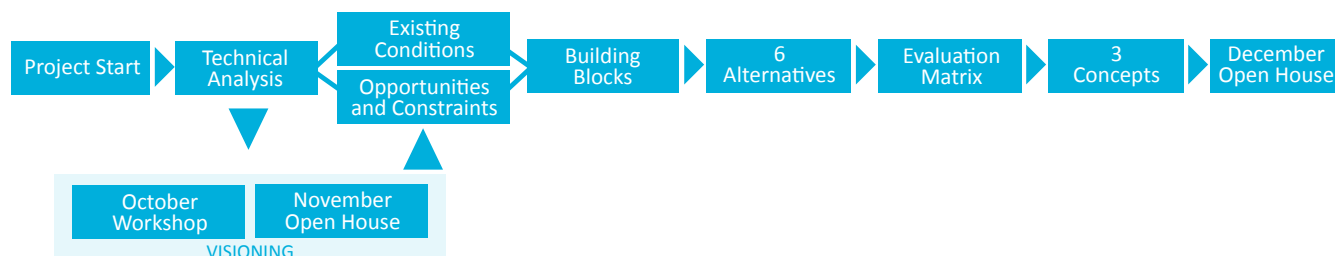 Project Start
Technical
Analysis
Existing
Conditions
Opportunities
and Constraints
Building
Blocks
6
Alternatives
Evaluation
Matrix
3
Concepts
December
Open House
October
Workshop
November
Open House
VISIONING